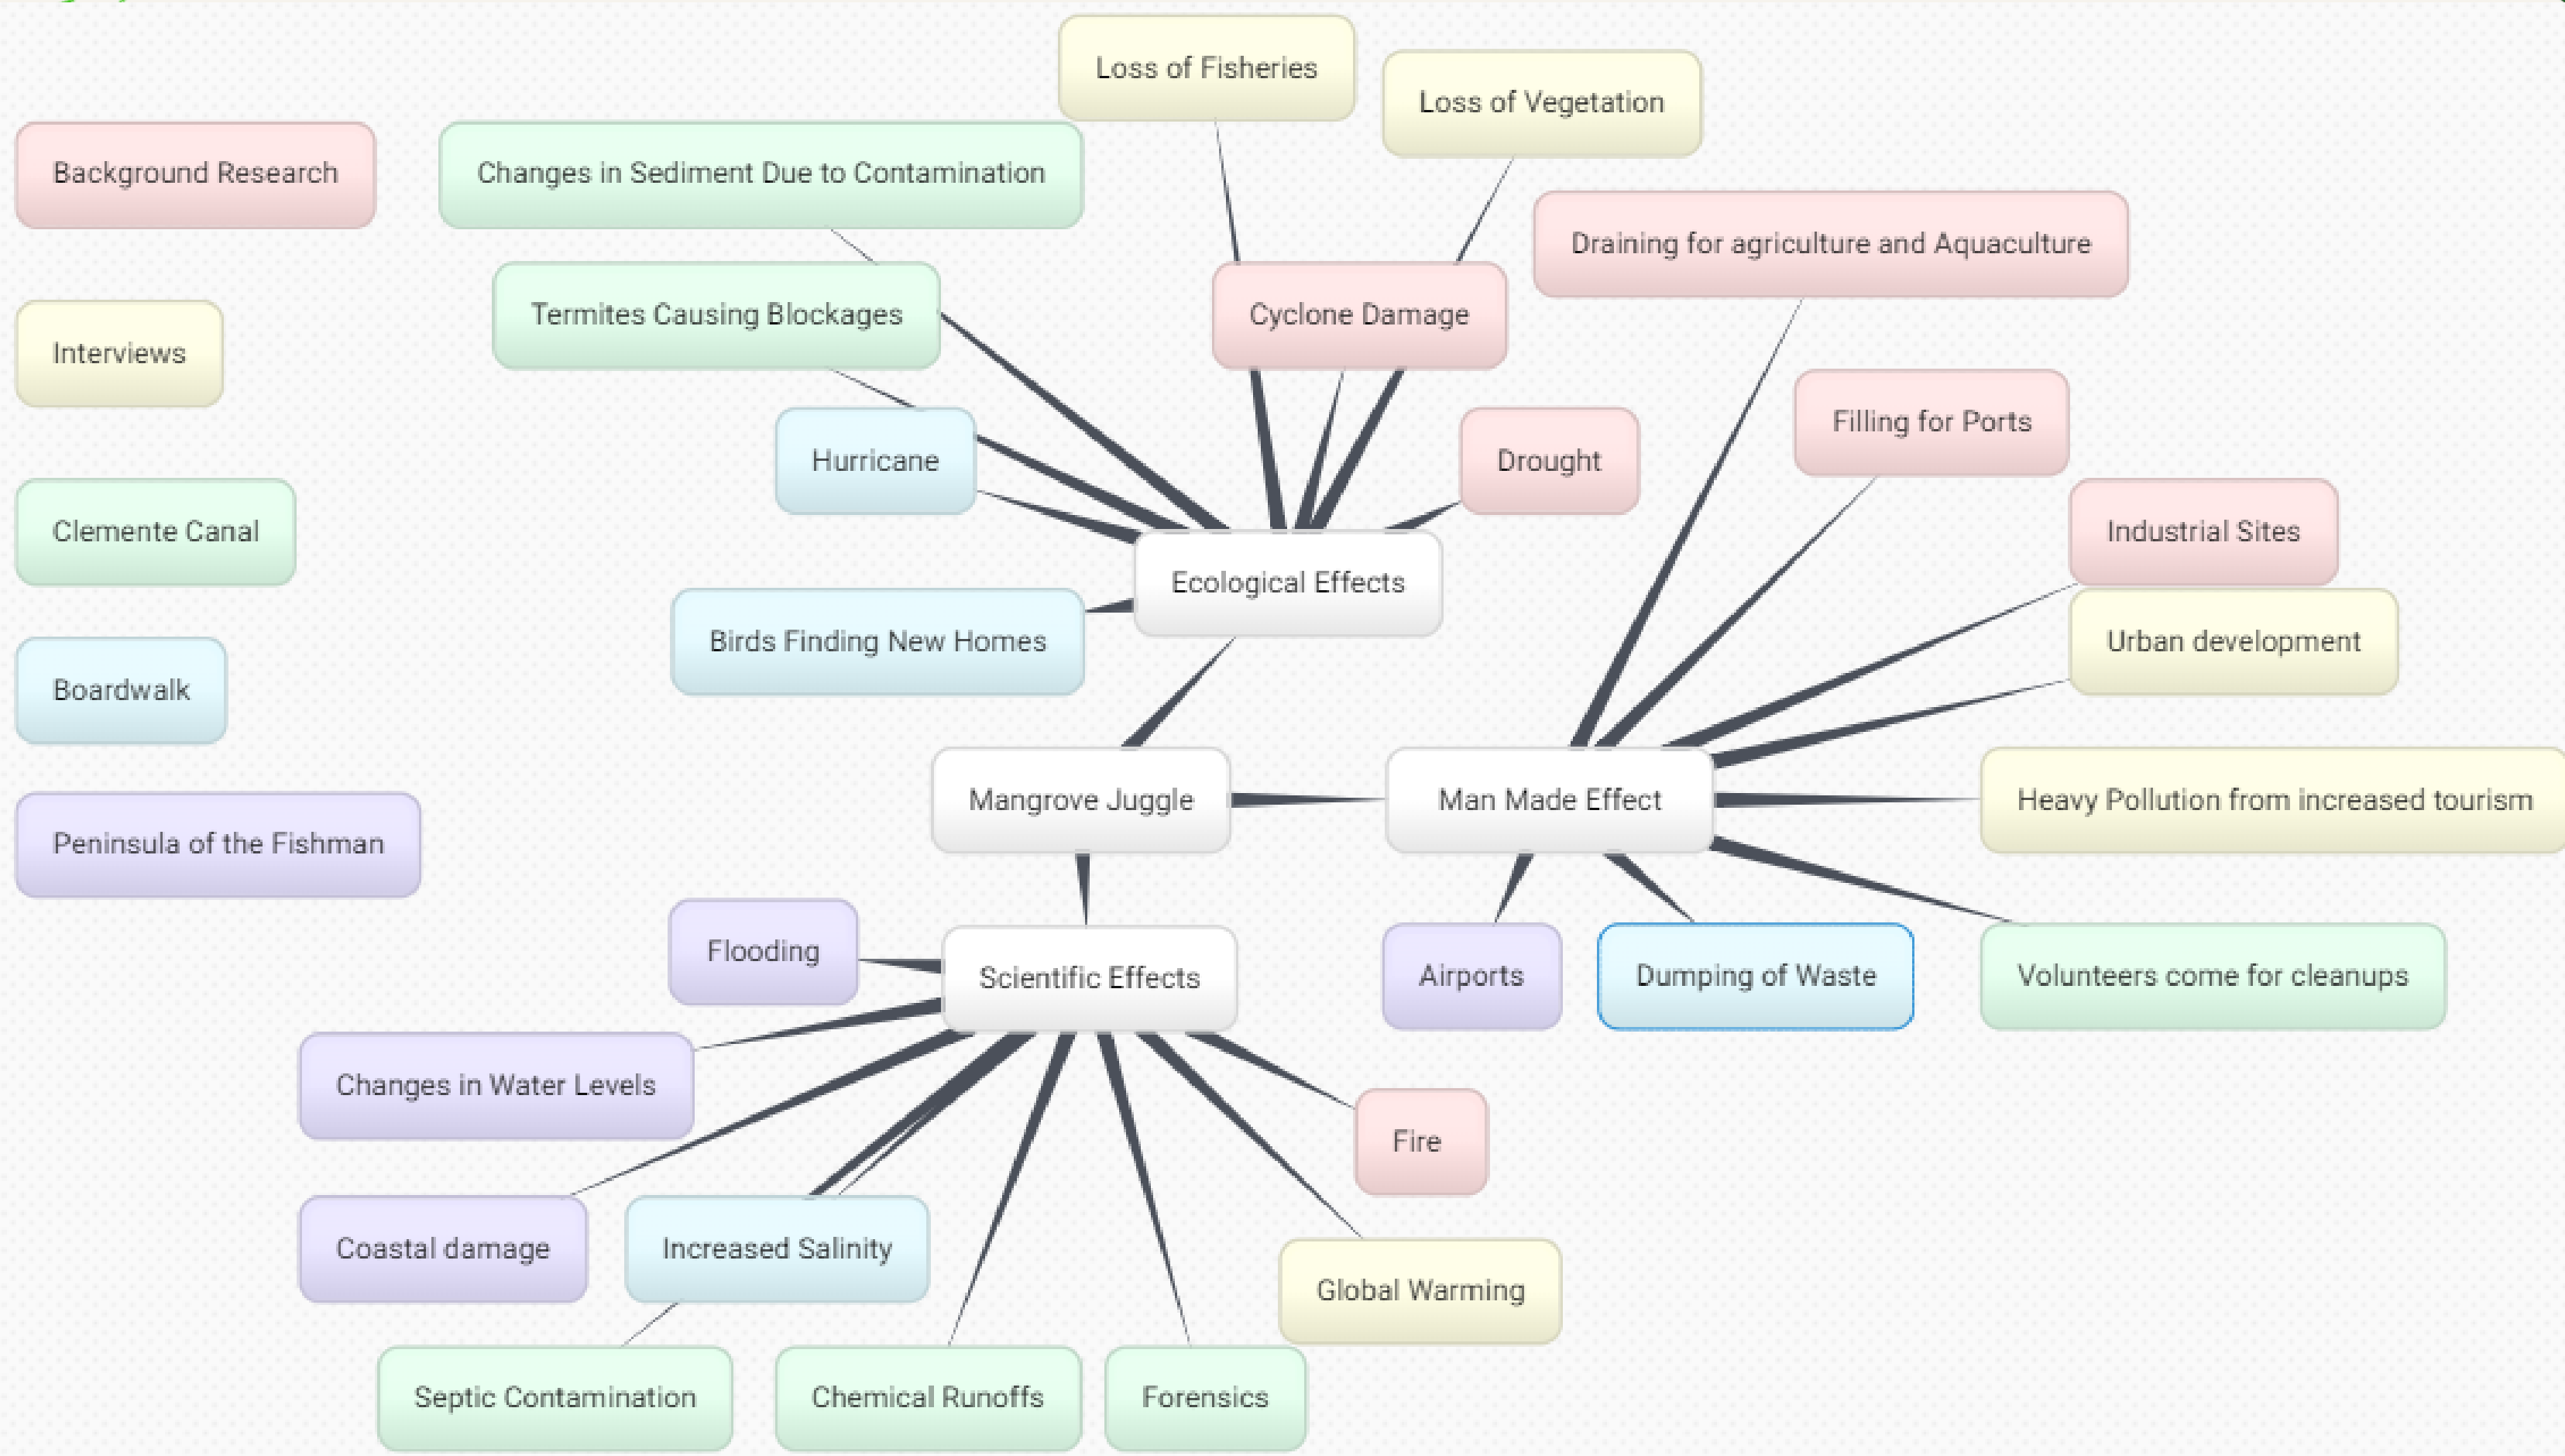 Loss of Fisheries
Loss of Vegetation
Background Research
Changes in Sediment Due to Contamination
Draining for agriculture and Aquaculture
Termites Causing Blockages
Cyclone Damage
Interviews
Filling for Ports
Hurricane
Drought
Clemente Canal
Industrial Sites
Ecological Effects
Birds Finding New Homes
Urban development
Boardwalk
Mangrove Juggle
Man Made Effect
Heavy Pollution from increased tourism
Peninsula of the Fishman
Flooding
Scientific Effects
Airports
Dumping of Waste
Volunteers come for cleanups
Changes in Water Levels
Fire
Coastal damage
Increased Salinity
Global Warming
Septic Contamination
Chemical Runoffs
Forensics